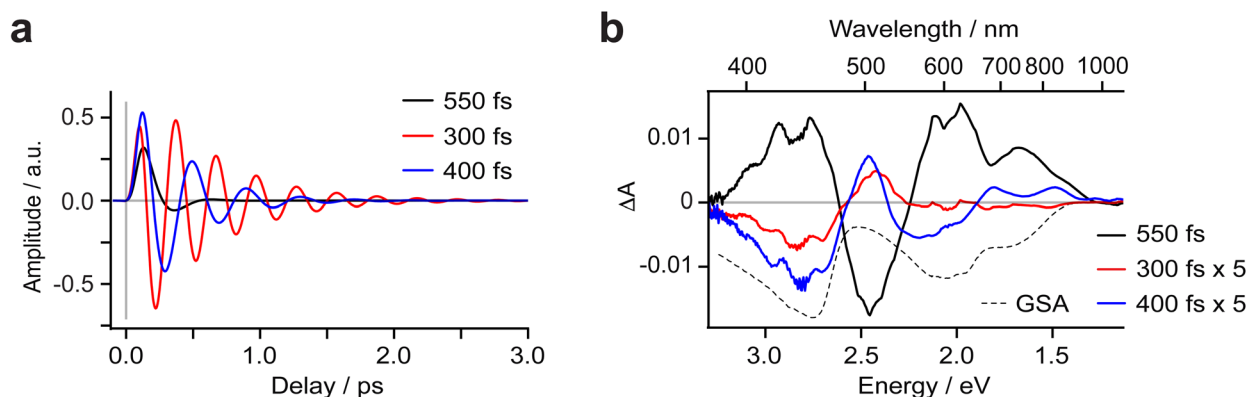 a
Amplitude / a.u.
0.5
0.0
-0.5
550 fs
300 fs
400 fs
0.0 1.0 2.0 3.0
Delay / ps
b
Wavelength / nm
400 500 600 700 800 1000
ΔA
0.01
0
-0.01
550 fs
300 fs x 5
400 fs x 5
GSA
3.0 2.5 2.0 1.5
Energy / eV